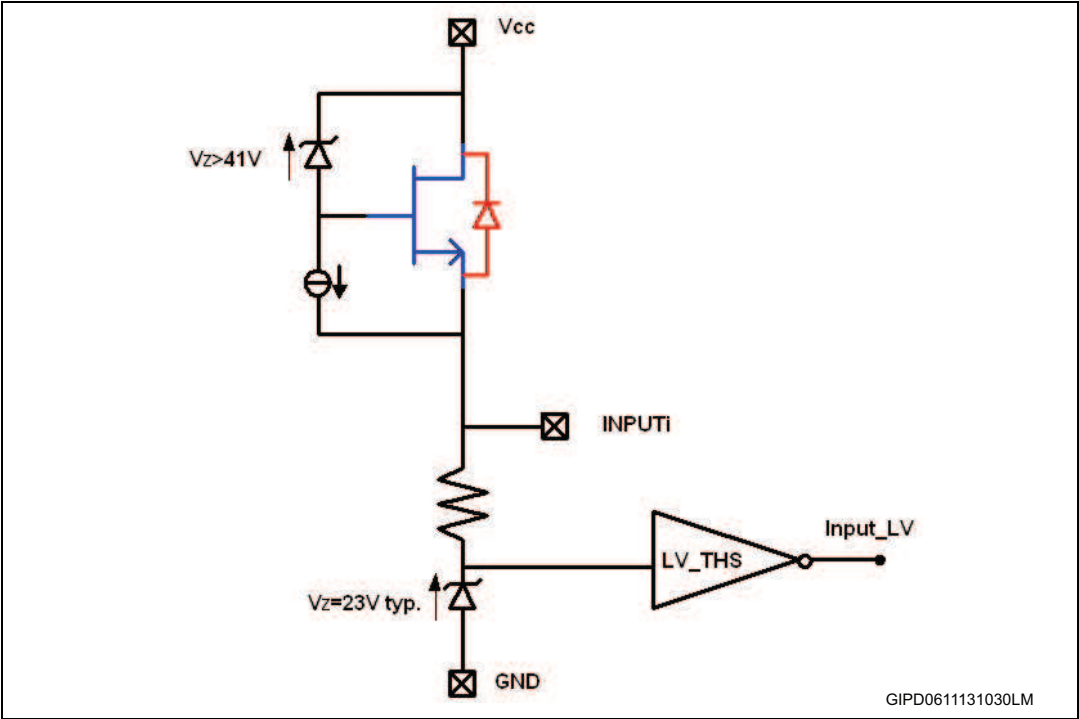 Vcc
Vz>41V
INPUTi
Input_LV
LV_THS
Vz=23V typ.
GND
GIPD0611131030LM